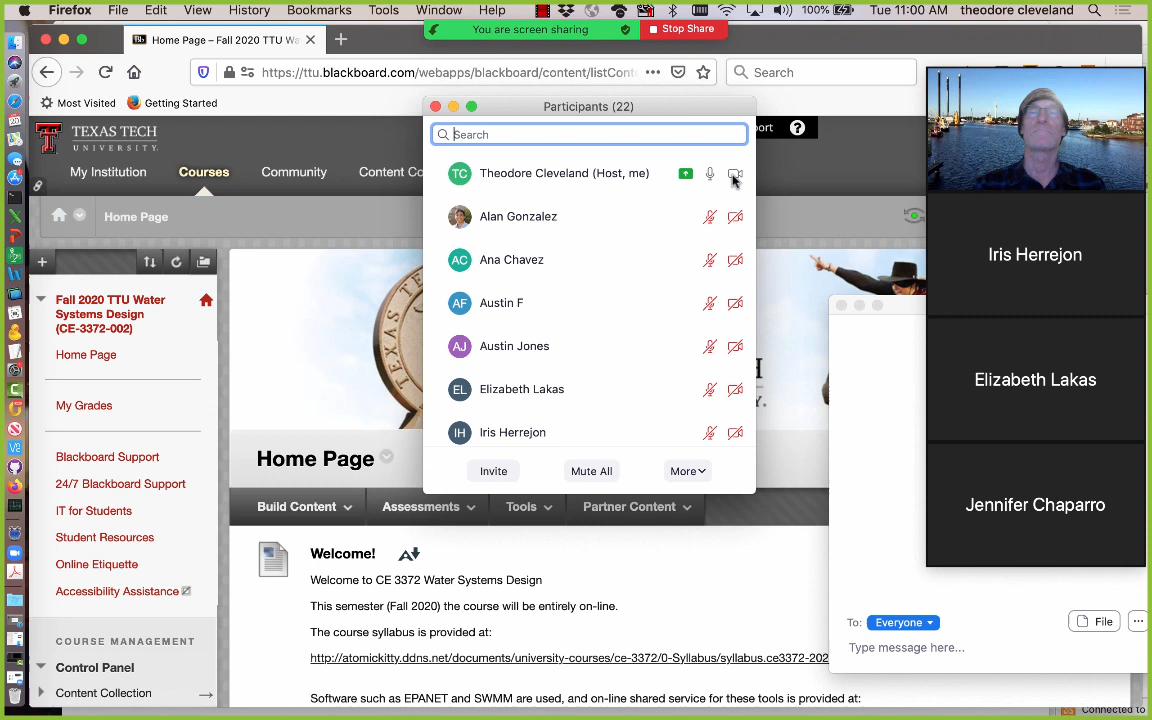 Firefox File Edit View History Bookmarks Tools Window Help 100% Tue 11:00 AM theodore cleveland
You are screen sharing Stop Share
Bb Home Page – Fall 2020 TTU Wa
https://ttu.blackboard.com/webapps/blackboard/content/listCont Search
Most Visited Getting Started
Participants (22)
TEXAS TECH
UNIVERSITY.
port
Search
My Institution Courses Community Content Co
TC Theodore Cleveland (Host, me)
Home Page
Alan Gonzalez
AC Ana Chavez
Iris Herrejon
Fall 2020 TTU Water
Systems Design
(CE-3372-002)
AF Austin F
AJ Austin Jones
Home Page
Elizabeth Lakas
EL Elizabeth Lakas
My Grades
IH Iris Herrejon
Home Page
Blackboard Support
Invite Mute All More
24/7 Blackboard Support
Build Content Assessments Tools Partner Content
Jennifer Chaparro
IT for Students
Student Resources
Welcome!
Online Etiquette
Welcome to CE 3372 Water Systems Design
Accessibility Assistance
This semester (Fall 2020) the course will be entirely on-line.
To: Everyone File
COURSE MANAGEMENT
The course syllabus is provided at:
Type message here...
Control Panel
http://atomickitty.ddns.net/documents/university-courses/ce-3372/0-Syllabus/syllabus.ce3372-202
Content Collection
Software such as EPANET and SWMM are used, and on-line shared service for these tools is provided at:
Connected to